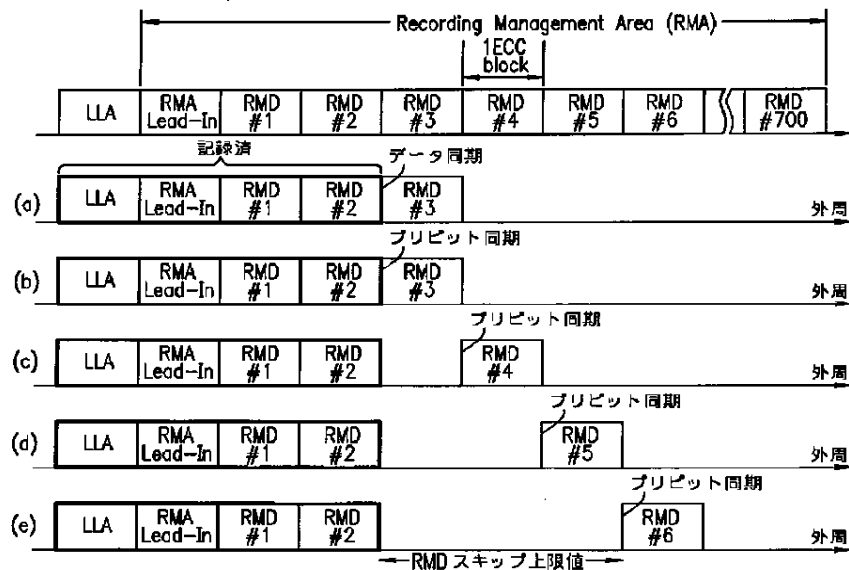 Recording Management Area (RMA)
1ECC
block
LLA
RMA
Lead-In
RMD
#1
RMD
#2
RMD
#3
RMD
#4
RMD
#5
RMD
#6
RMD
#700
記録済
データ同期
(a)
LLA
RMA
Lead-In
RMD
#1
RMD
#2
RMD
#3
外周
プリピット同期
(b)
LLA
RMA
Lead-In
RMD
#1
RMD
#2
RMD
#3
外周
プリピット同期
(c)
LLA
RMA
Lead-In
RMD
#1
RMD
#2
RMD
#4
外周
プリピット同期
(d)
LLA
RMA
Lead-In
RMD
#1
RMD
#2
RMD
#5
外周
プリピット同期
(e)
LLA
RMA
Lead-In
RMD
#1
RMD
#2
RMD
#6
外周
RMDスキップ上限値